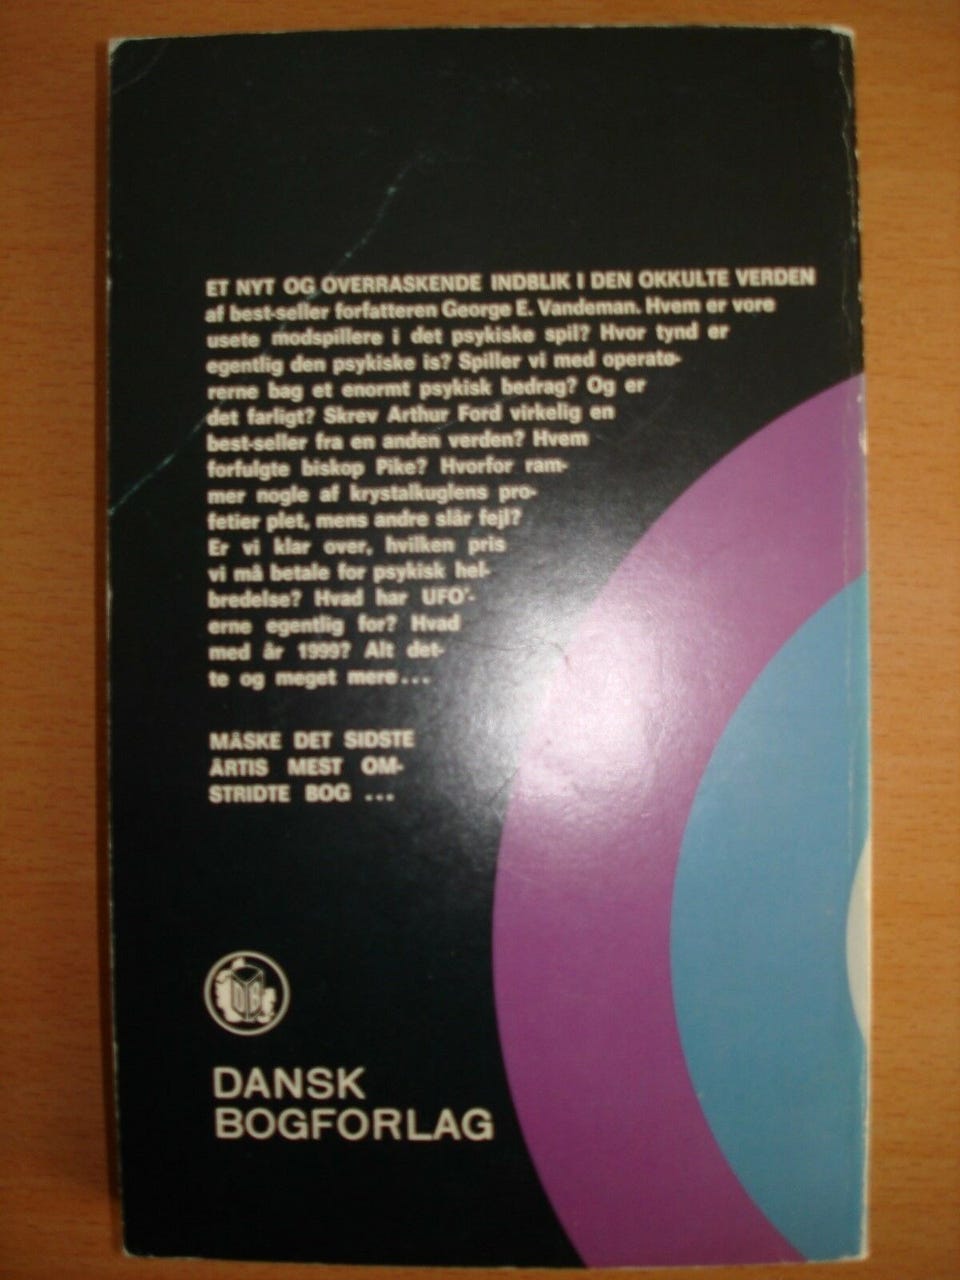 ET NYT OG OVERRASKENDE INDBLIK I DEN OKKULTE VERDEN
af best-seller forfatteren George E. Vandeman. Hvem er vore
usete modspillere i det psykiske spil? Hvor tynd er
egentlig den psykiske is? Spiller vi med operatø-
rerne bag et enormt psykisk bedrag? Og er
det farligt? Skrev Arthur Ford virkelig en
best-seller fra en anden verden? Hvem
forfulgte biskop Pike? Hvorfor ram-
mer nogle af krystalkuglens pro-
fetier plet, mens andre slår fejl?
Er vi klar over, hvilken pris
vi må betale for psykisk hel-
bredelse? Hvad har UFO'-
erne egentlig for? Hvad
med år 1999? Alt det-
te og meget mere...
MÅSKE DET SIDSTE
ÅRTIS MEST OM-
STRIDTE BOG ...
DBF
DANSK
BOGFORLAG